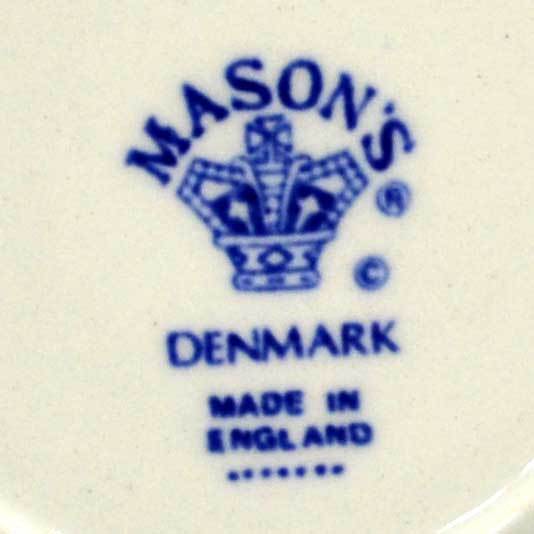 MASON'S
®
©
DENMARK
MADE IN
ENGLAND
.......